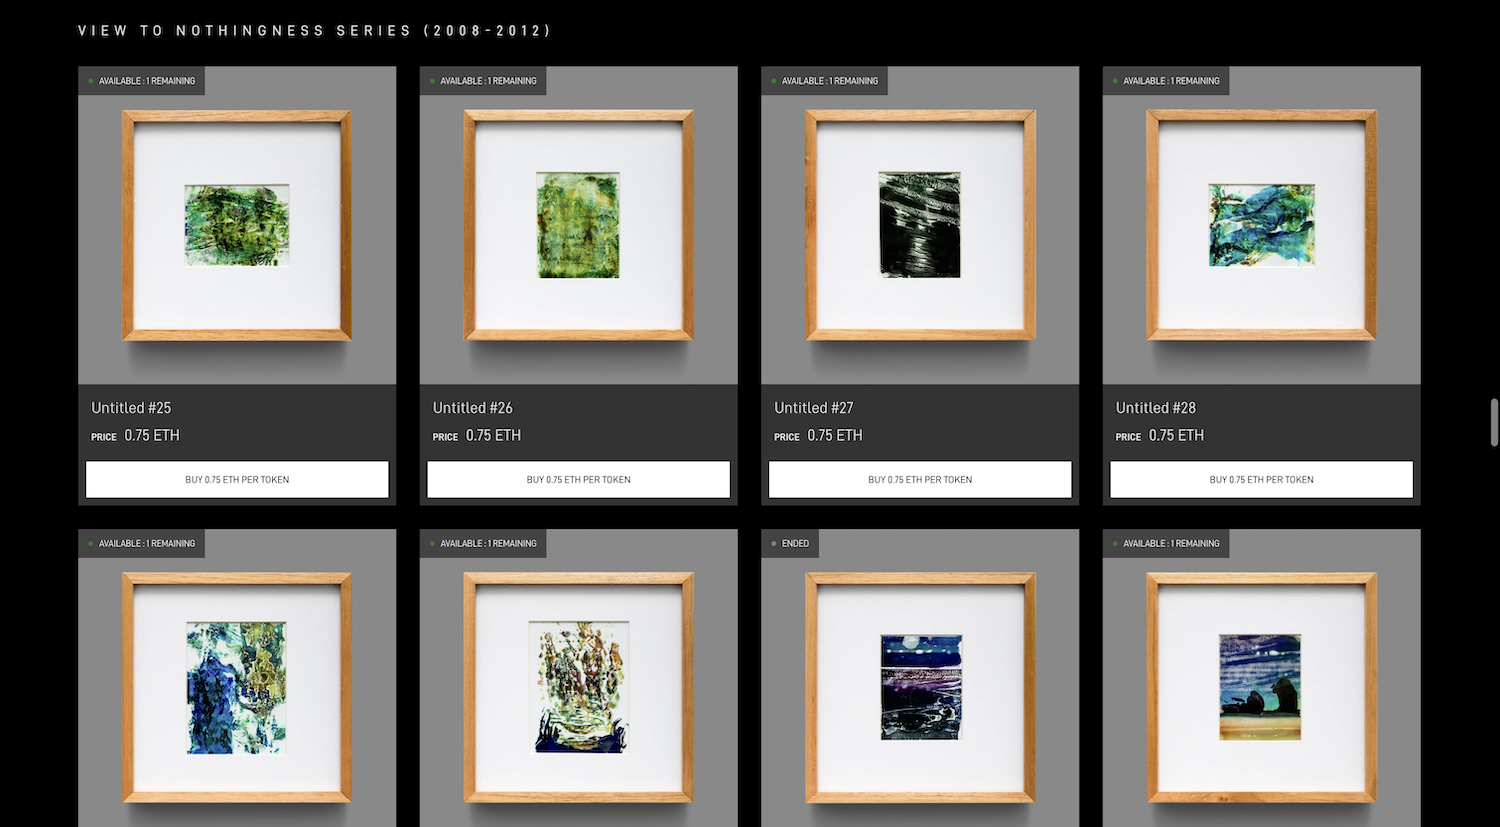 VIEW TO NOTHINGNESS SERIES (2008-2012)
AVAILABLE : 1 REMAINING
Untitled #25
PRICE 0.75 ETH
BUY 0.75 ETH PER TOKEN
AVAILABLE : 1 REMAINING
Untitled #26
PRICE 0.75 ETH
BUY 0.75 ETH PER TOKEN
AVAILABLE : 1 REMAINING
Untitled #27
PRICE 0.75 ETH
BUY 0.75 ETH PER TOKEN
AVAILABLE : 1 REMAINING
Untitled #28
PRICE 0.75 ETH
BUY 0.75 ETH PER TOKEN
AVAILABLE : 1 REMAINING
AVAILABLE : 1 REMAINING
ENDED
AVAILABLE : 1 REMAINING